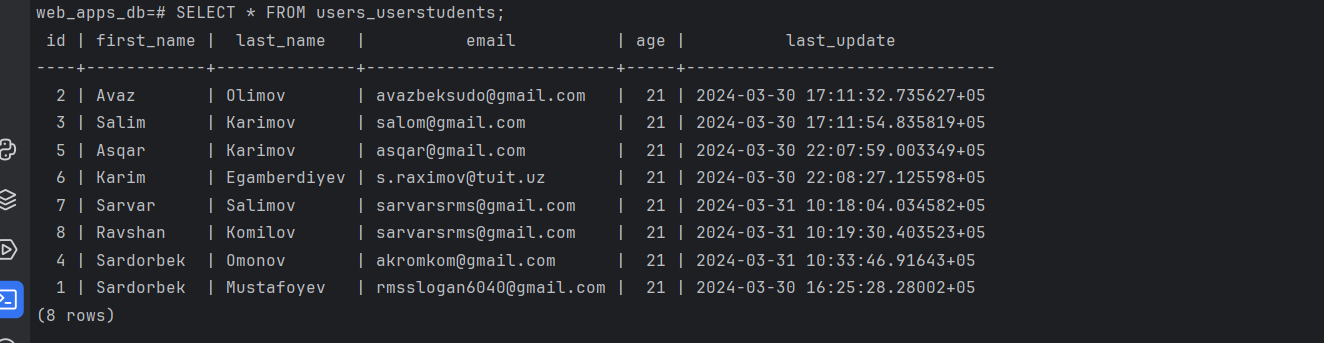 web_apps_db=# SELECT * FROM users_userstudents;
 id | first_name |  last_name   |          email          | age |          last_update
----+------------+--------------+-------------------------+-----+-------------------------------
  2 | Avaz       | Olimov       | avazbeksudo@gmail.com   |  21 | 2024-03-30 17:11:32.735627+05
  3 | Salim      | Karimov      | salom@gmail.com         |  21 | 2024-03-30 17:11:54.835819+05
  5 | Asqar      | Karimov      | asqar@gmail.com         |  21 | 2024-03-30 22:07:59.003349+05
  6 | Karim      | Egamberdiyev | s.raximov@tuit.uz       |  21 | 2024-03-30 22:08:27.125598+05
  7 | Sarvar     | Salimov      | sarvarsrms@gmail.com    |  21 | 2024-03-31 10:18:04.034582+05
  8 | Ravshan    | Komilov      | sarvarsrms@gmail.com    |  21 | 2024-03-31 10:19:30.403523+05
  4 | Sardorbek  | Omonov       | akromkom@gmail.com      |  21 | 2024-03-31 10:33:46.91643+05
  1 | Sardorbek  | Mustafoyev   | rmsslogan6040@gmail.com |  21 | 2024-03-30 16:25:28.28002+05
(8 rows)